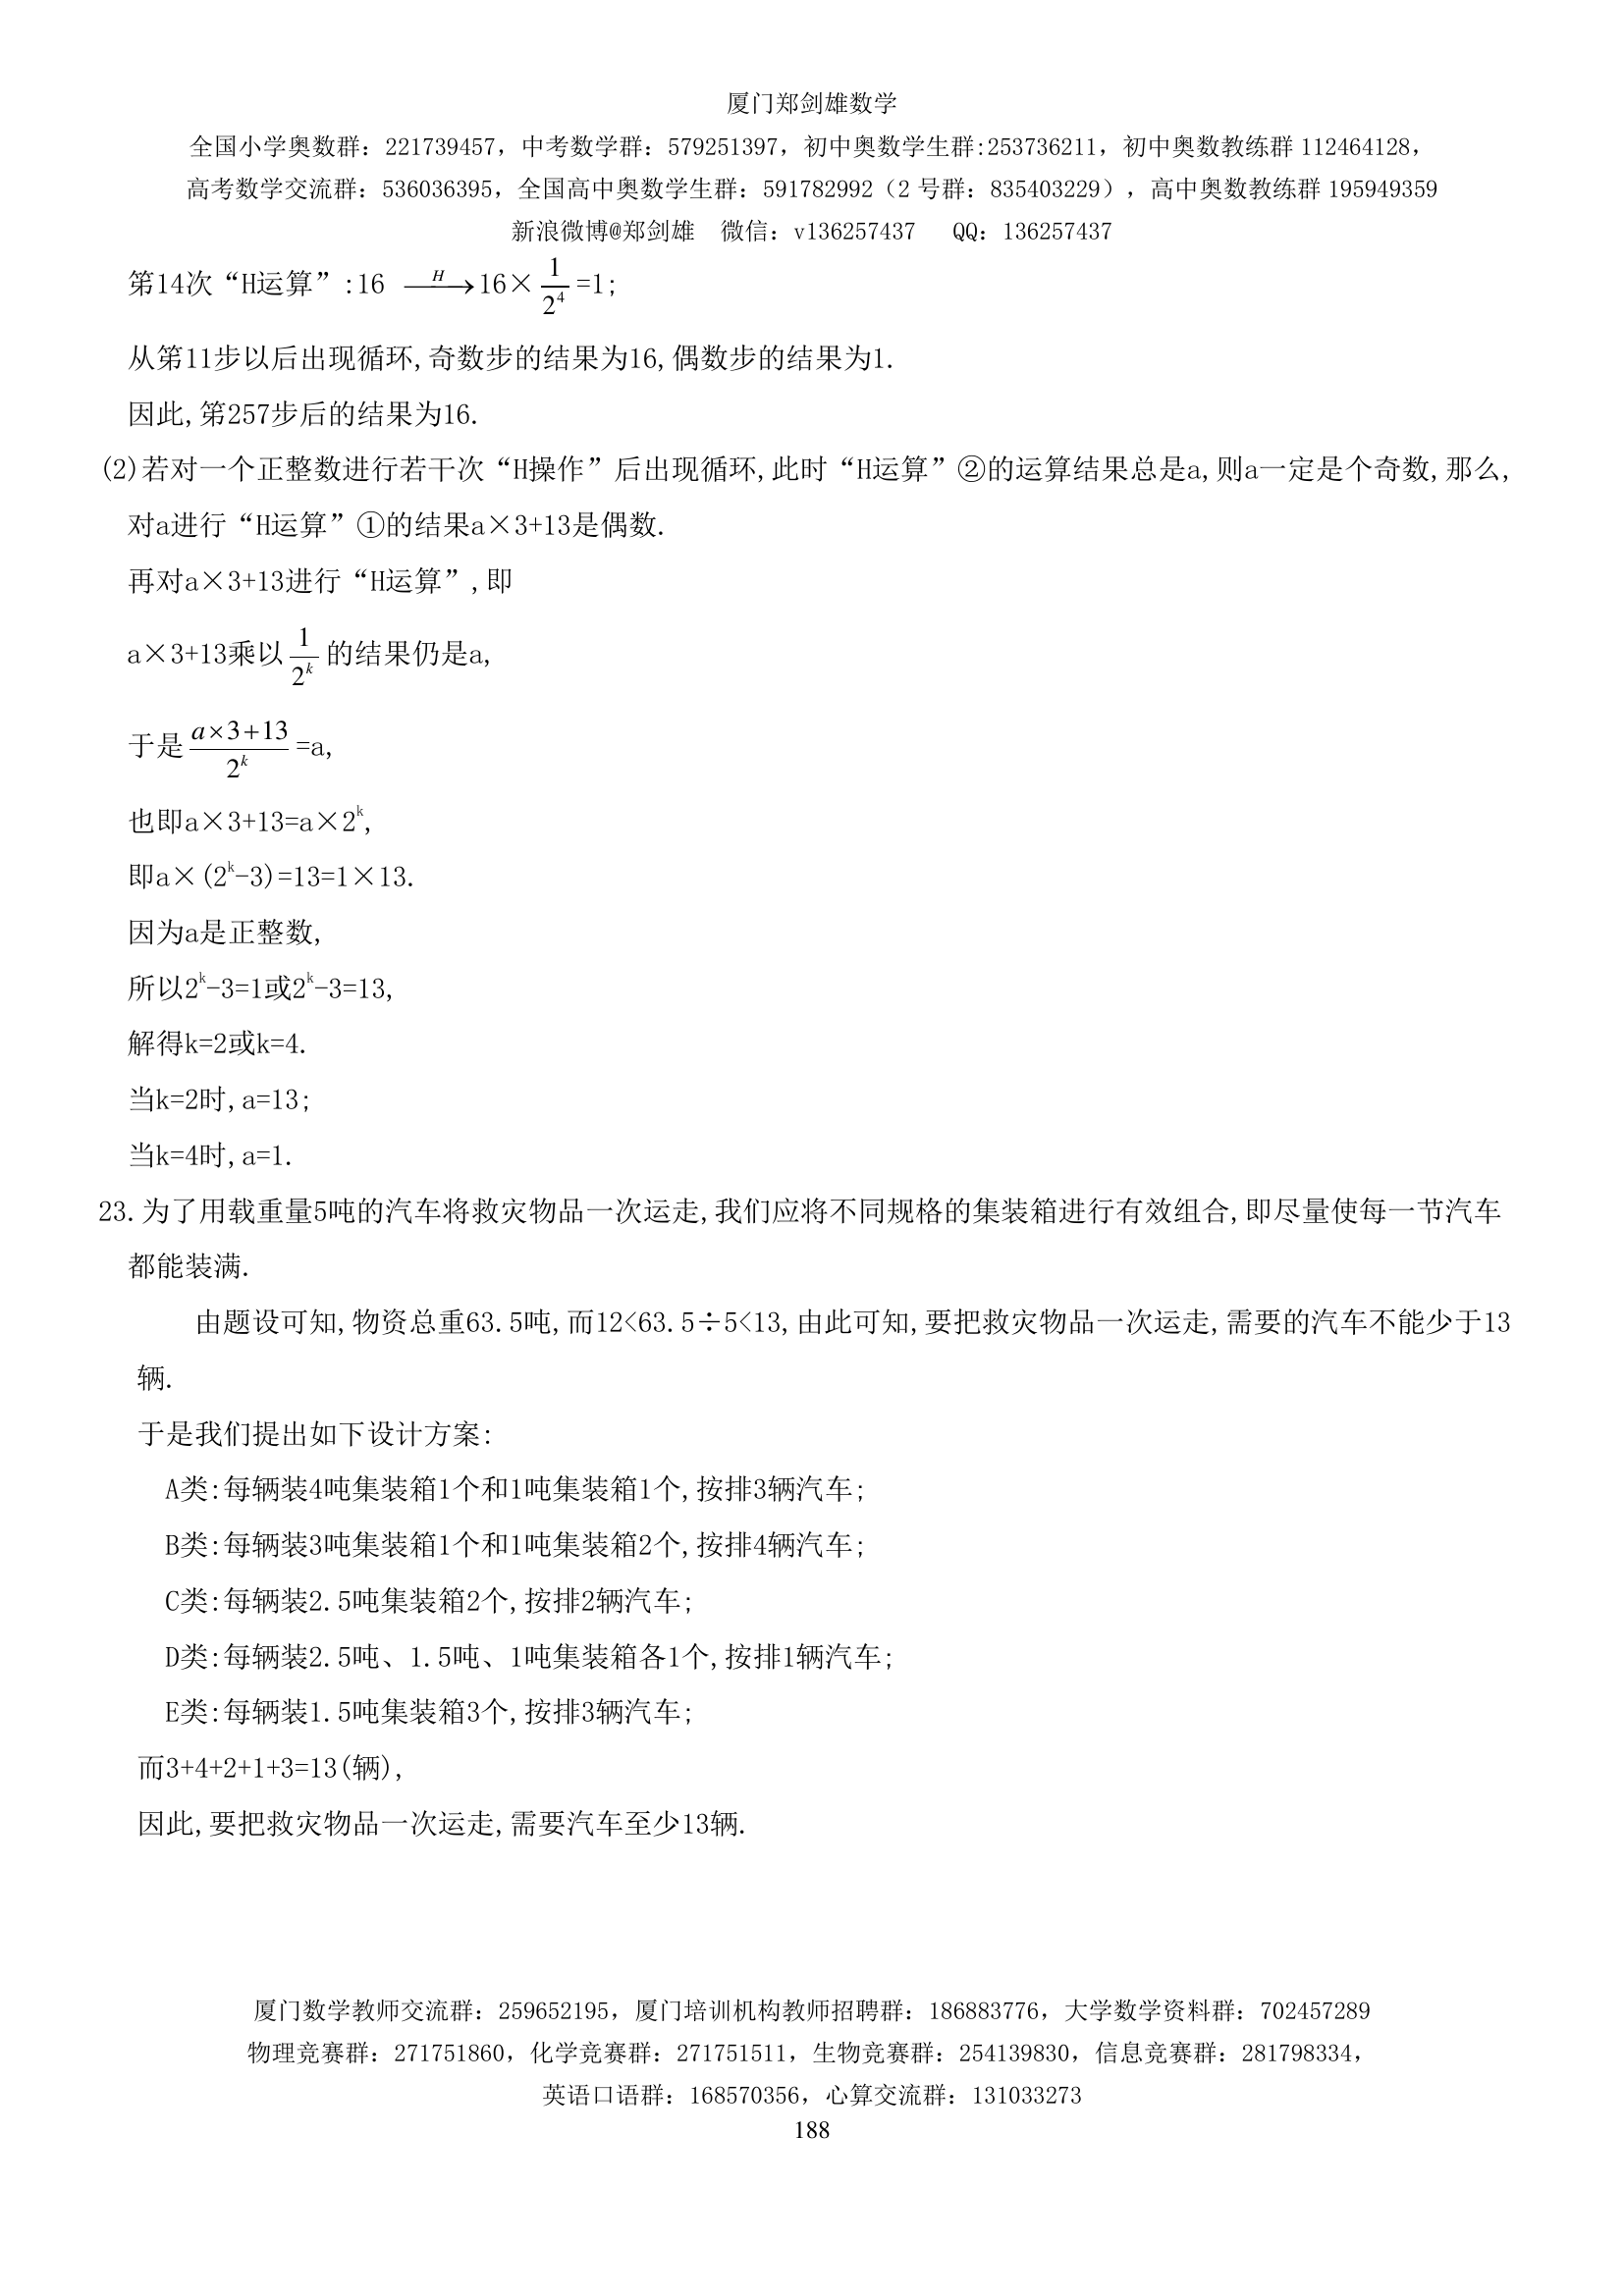 厦门郑剑雄数学
全国小学奥数群：221739457，中考数学群：579251397，初中奥数学生群:253736211，初中奥数教练群 112464128，
高考数学交流群：536036395，全国高中奥数学生群：591782992（2 号群：835403229），高中奥数教练群 195949359
新浪微博@郑剑雄 微信：v136257437 QQ：136257437
第14次“H运算”:16 \xrightarrow{H} 16×\frac{1}{2^4}=1;
从第11步以后出现循环,奇数步的结果为16,偶数步的结果为1.
因此,第257步后的结果为16.
(2)若对一个正整数进行若干次“H操作”后出现循环,此时“H运算”②的运算结果总是a,则a一定是个奇数,那么,
对a进行“H运算”①的结果a×3+13是偶数.
再对a×3+13进行“H运算”,即
a×3+13乘以\frac{1}{2^k}的结果仍是a,
于是\frac{a×3+13}{2^k}=a,
也即a×3+13=a×2^k,
即a×(2^k-3)=13=1×13.
因为a是正整数,
所以2^k-3=1或2^k-3=13,
解得k=2或k=4.
当k=2时,a=13;
当k=4时,a=1.
23.为了用载重量5吨的汽车将救灾物品一次运走,我们应将不同规格的集装箱进行有效组合,即尽量使每一节汽车
都能装满.
由题设可知,物资总重63.5吨,而12<63.5÷5<13,由此可知,要把救灾物品一次运走,需要的汽车不能少于13
辆.
于是我们提出如下设计方案:
A类:每辆装4吨集装箱1个和1吨集装箱1个,按排3辆汽车;
B类:每辆装3吨集装箱1个和1吨集装箱2个,按排4辆汽车;
C类:每辆装2.5吨集装箱2个,按排2辆汽车;
D类:每辆装2.5吨、1.5吨、1吨集装箱各1个,按排1辆汽车;
E类:每辆装1.5吨集装箱3个,按排3辆汽车;
而3+4+2+1+3=13(辆),
因此,要把救灾物品一次运走,需要汽车至少13辆.
厦门数学教师交流群：259652195，厦门培训机构教师招聘群：186883776，大学数学资料群：702457289
物理竞赛群：271751860，化学竞赛群：271751511，生物竞赛群：254139830，信息竞赛群：281798334，
英语口语群：168570356，心算交流群：131033273
188